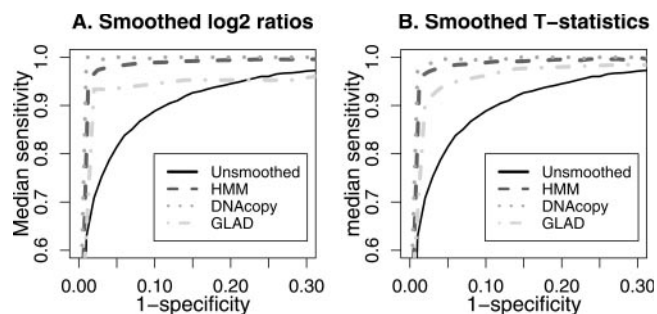 A. Smoothed log2 ratios
Median sensitivity
1.0
0.9
0.8
0.7
0.6
Unsmoothed
HMM
DNAcopy
GLAD
0.00
0.10
0.20
0.30
1-specificity
B. Smoothed T-statistics
median sensitivity
1.0
0.9
0.8
0.7
0.6
Unsmoothed
HMM
DNAcopy
GLAD
0.00
0.10
0.20
0.30
1-specificity